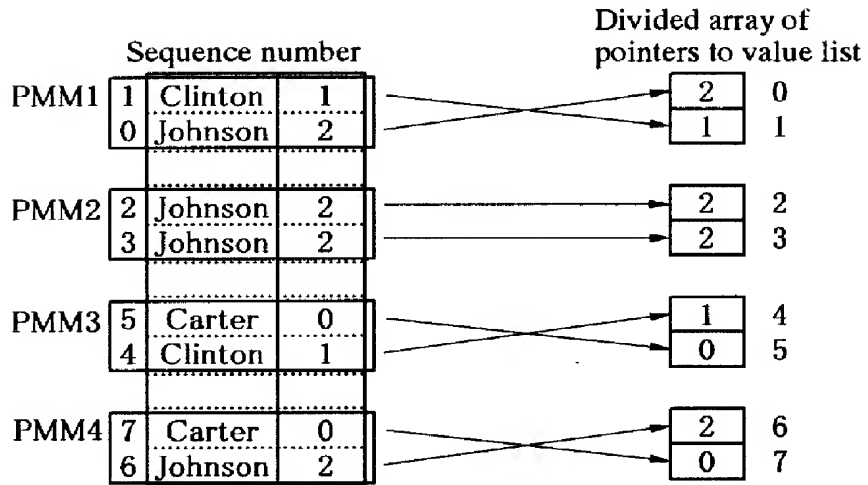 Divided array of
Sequence number pointers to value list
PMM1 1 Clinton 1 2 0
0 Johnson 2 1 1
PMM2 2 Johnson 2 2 2
3 Johnson 2 2 3
PMM3 5 Carter 0 1 4
4 Clinton 1 0 5
PMM4 7 Carter 0 2 6
6 Johnson 2 0 7